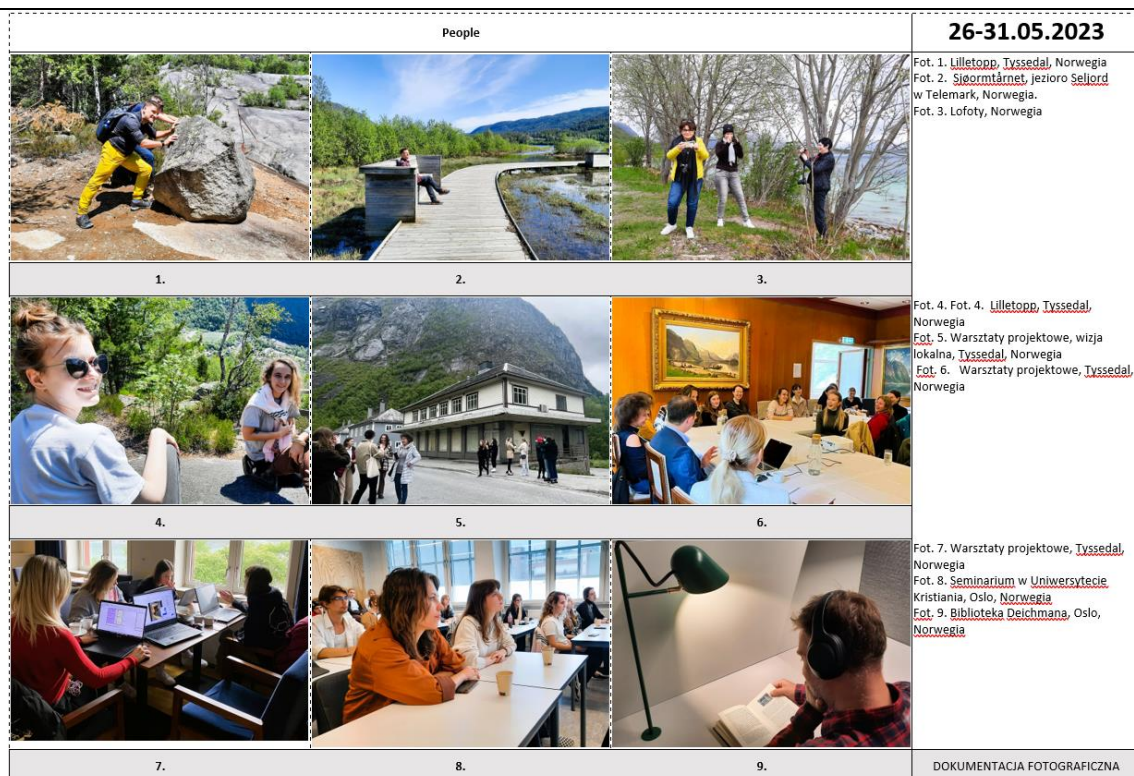 People
26-31.05.2023
Fot. 1. Lilletopp, Tyssedal, Norwegia
Fot. 2. Sjøormtårnet, jezioro Seljord
w Telemark, Norwegia.
Fot. 3. Lofoty, Norwegia
1.
2.
3.
Fot. 4. Fot. 4. Lilletopp, Tyssedal,
Norwegia
Fot. 5. Warsztaty projektowe, wizja
lokalna, Tyssedal, Norwegia
Fot. 6. Warsztaty projektowe, Tyssedal,
Norwegia
4.
5.
6.
Fot. 7. Warsztaty projektowe, Tyssedal,
Norwegia
Fot. 8. Seminarium w Uniwersytecie
Kristiania, Oslo, Norwegia
Fot. 9. Biblioteka Deichmana, Oslo,
Norwegia
7.
8.
9.
DOKUMENTACJA FOTOGRAFICZNA